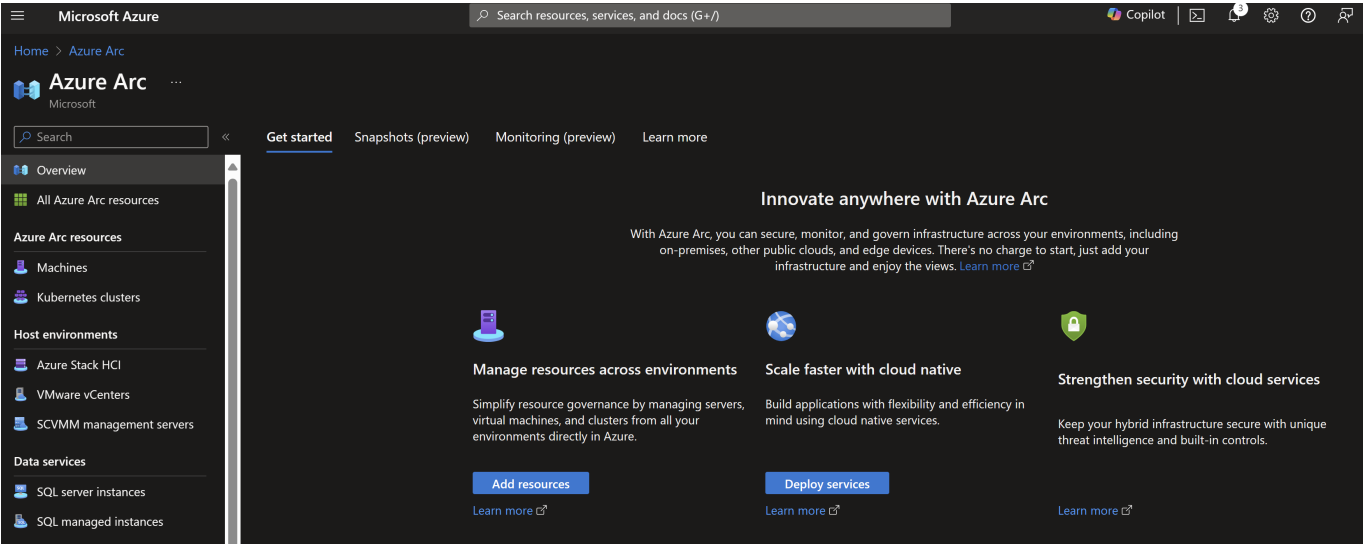 Microsoft Azure
Search resources, services, and docs (G+/)
Copilot
3
Home > Azure Arc
Azure Arc ...
Microsoft
Search
«
Get started
Snapshots (preview)
Monitoring (preview)
Learn more
Overview
All Azure Arc resources
Azure Arc resources
Machines
Kubernetes clusters
Host environments
Azure Stack HCI
VMware vCenters
SCVMM management servers
Data services
SQL server instances
SQL managed instances
Innovate anywhere with Azure Arc
With Azure Arc, you can secure, monitor, and govern infrastructure across your environments, including
on-premises, other public clouds, and edge devices. There's no charge to start, just add your
infrastructure and enjoy the views. Learn more
Manage resources across environments
Simplify resource governance by managing servers,
virtual machines, and clusters from all your
environments directly in Azure.
Add resources
Learn more
Scale faster with cloud native
Build applications with flexibility and efficiency in
mind using cloud native services.
Deploy services
Learn more
Strengthen security with cloud services
Keep your hybrid infrastructure secure with unique
threat intelligence and built-in controls.
Learn more